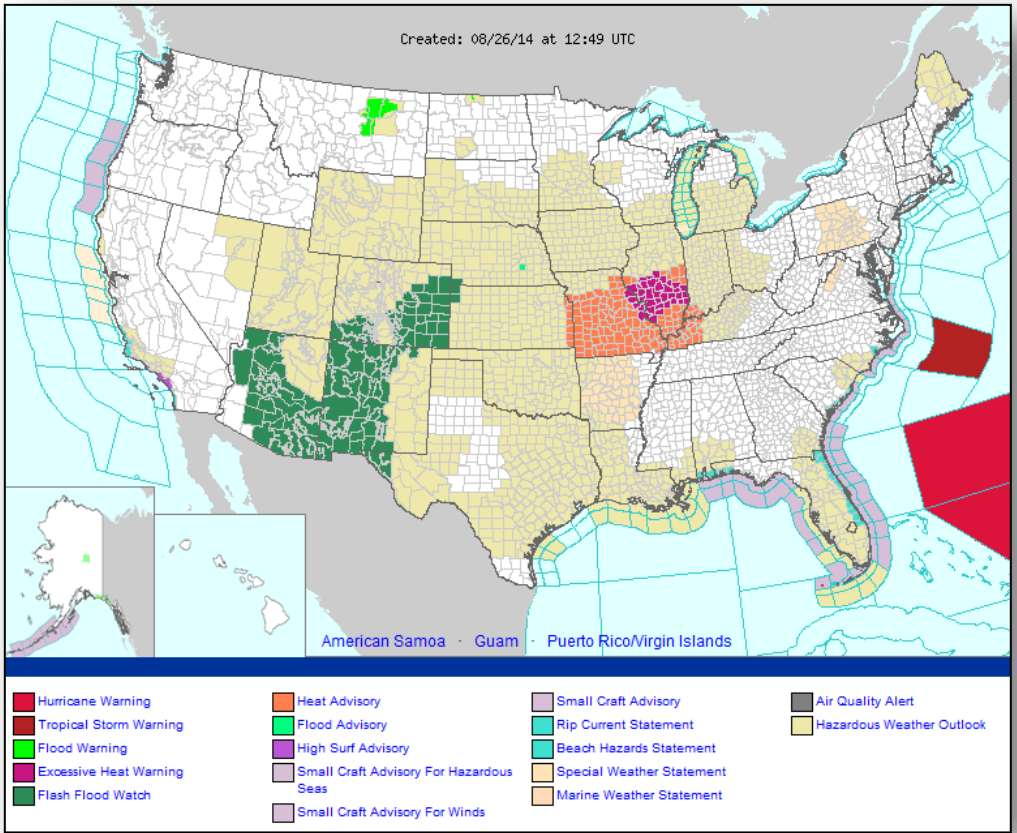 Created: 08/26/14 at 12:49 UTC
American Samoa · Guam · Puerto Rico/Virgin Islands
Hurricane Warning
Tropical Storm Warning
Flood Warning
Excessive Heat Warning
Flash Flood Watch
Heat Advisory
Flood Advisory
High Surf Advisory
Small Craft Advisory For Hazardous
Seas
Small Craft Advisory For Winds
Small Craft Advisory
Rip Current Statement
Beach Hazards Statement
Special Weather Statement
Marine Weather Statement
Air Quality Alert
Hazardous Weather Outlook